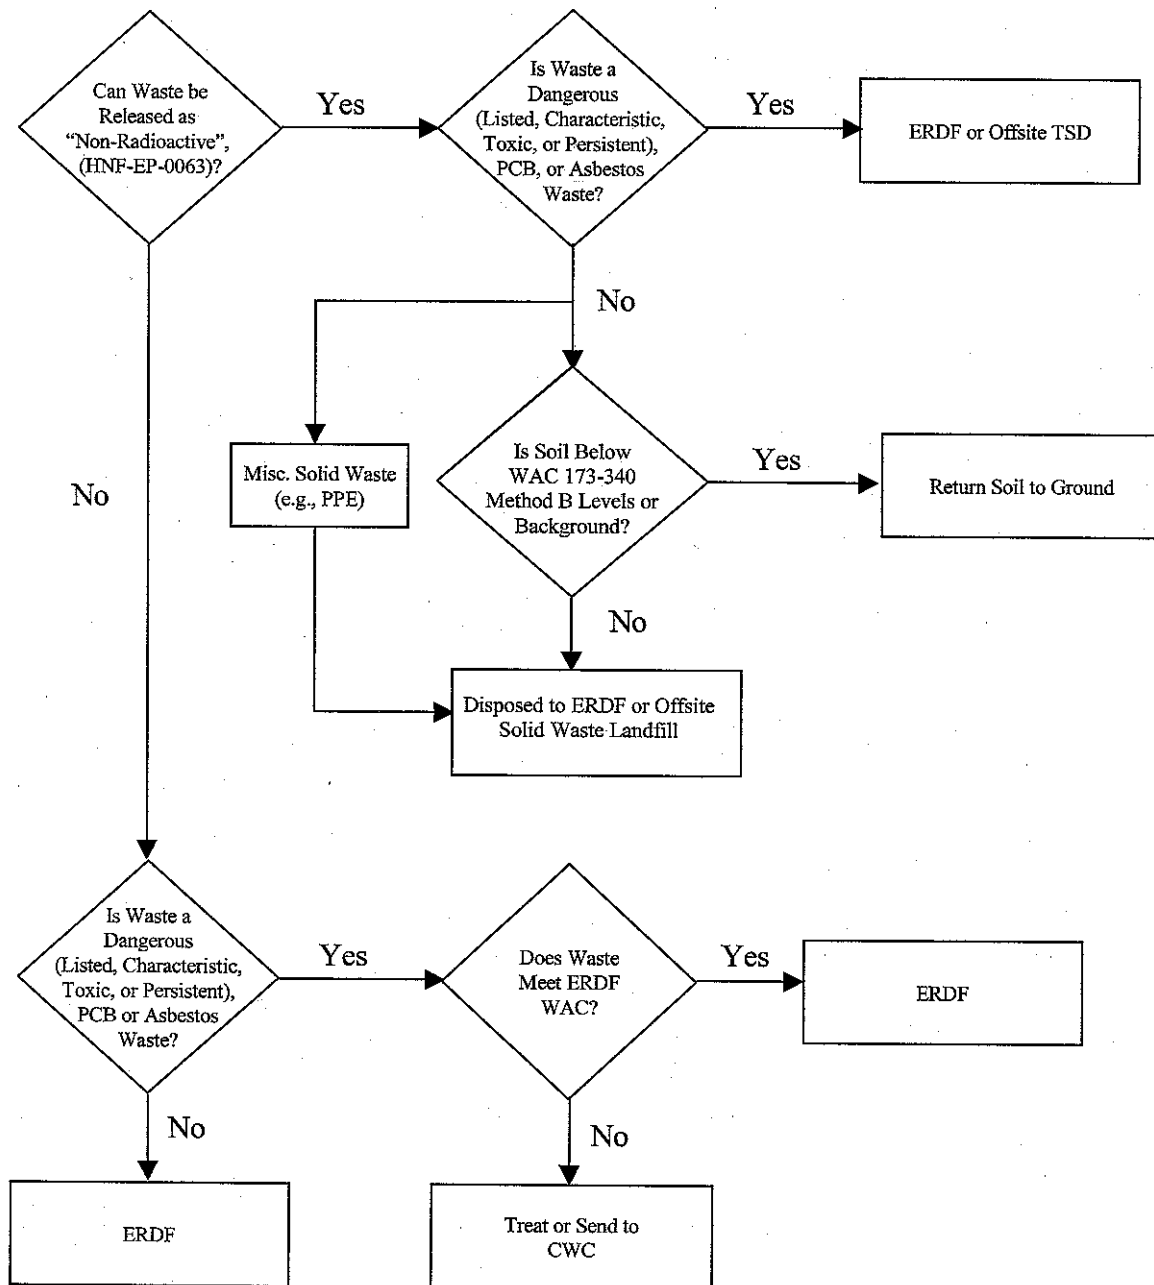 Can Waste be
Released as
“Non-Radioactive”,
(HNF-EP-0063)?
Yes
Is Waste a
Dangerous
(Listed, Characteristic,
Toxic, or Persistent),
PCB, or Asbestos
Waste?
Yes
ERDF or Offsite TSD
No
No
Misc. Solid Waste
(e.g., PPE)
Is Soil Below
WAC 173-340
Method B Levels or
Background?
Yes
Return Soil to Ground
No
Disposed to ERDF or Offsite
Solid Waste Landfill
Is Waste a
Dangerous
(Listed, Characteristic,
Toxic, or Persistent),
PCB or Asbestos
Waste?
Yes
Does Waste
Meet ERDF
WAC?
Yes
ERDF
No
ERDF
No
Treat or Send to
CWC